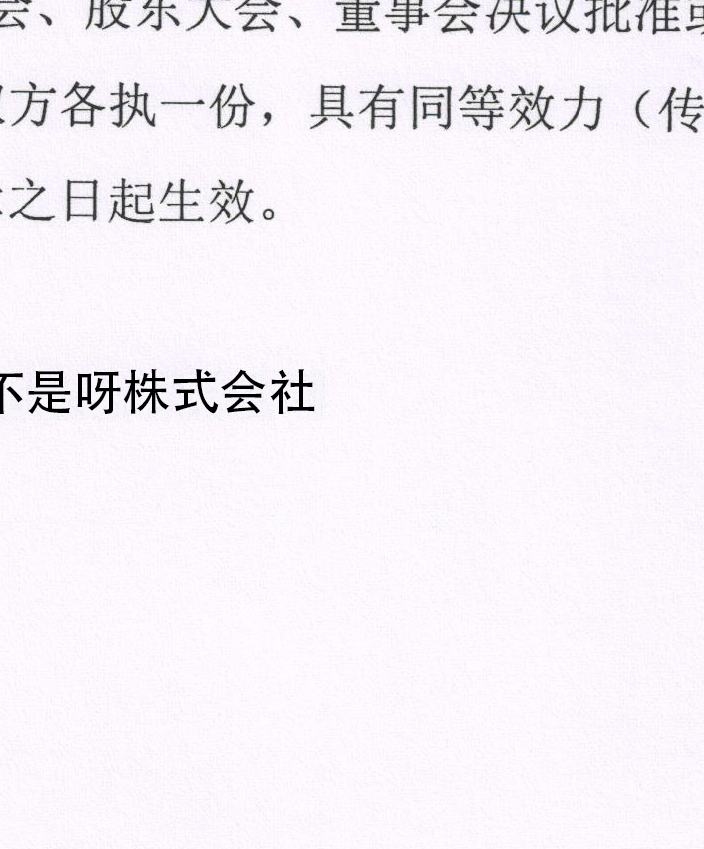 会、股东大会、董事会决议批准或
双方各执一份，具有同等效力（传
之日起生效。
不是呀株式会社